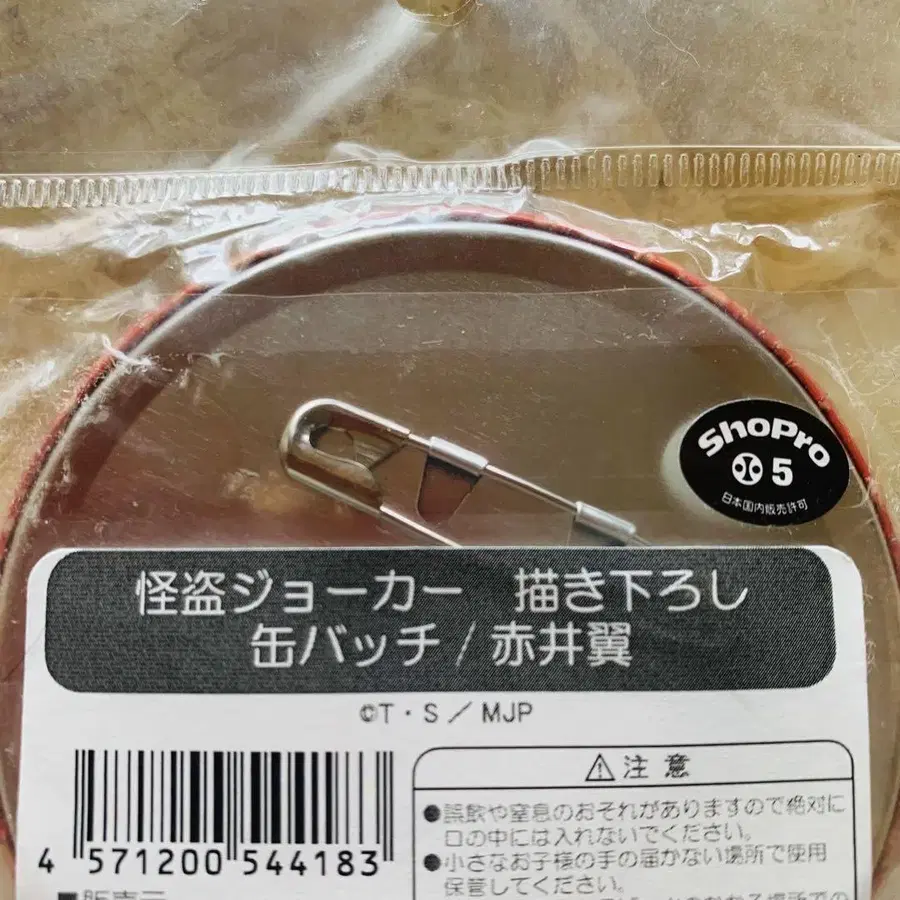 ShoPro
5
日本国内販売許可
怪盗ジョーカー 描き下ろし
缶バッチ/赤井翼
©T・S/MJP
4 571200 544183
⚠注意
●誤飲や窒息のおそれがありますので絶対に
口の中には入れないでください。
●小さなお子様の手の届かない場所で使用
保管してください。
■販売元